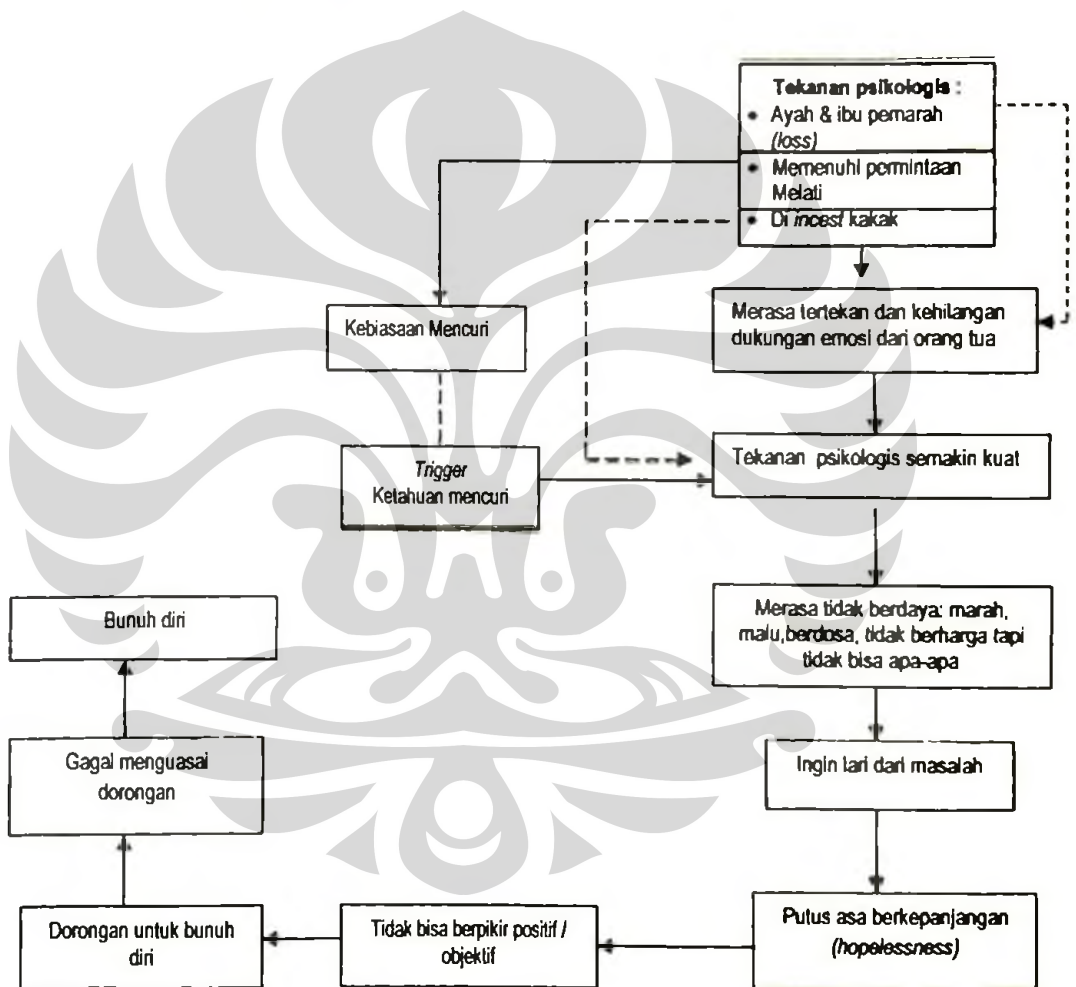 Tekanan psikologis :
• Ayah & ibu pemarah
(loss)
• Memenuhi permintaan
Melati
• Di incest kakak
Merasa tertekan dan kehilangan
dukungan emosi dari orang tua
Kebiasaan Mencuri
Tekanan psikologis semakin kuat
Trigger
Ketahuan mencuri
Merasa tidak berdaya: marah,
malu,berdosa, tidak berharga tapi
tidak bisa apa-apa
Bunuh diri
Ingin lari dari masalah
Gagal menguasai
dorongan
Putus asa berkepanjangan
(hopelessness)
Tidak bisa berpikir positif /
objektif
Dorongan untuk bunuh
diri